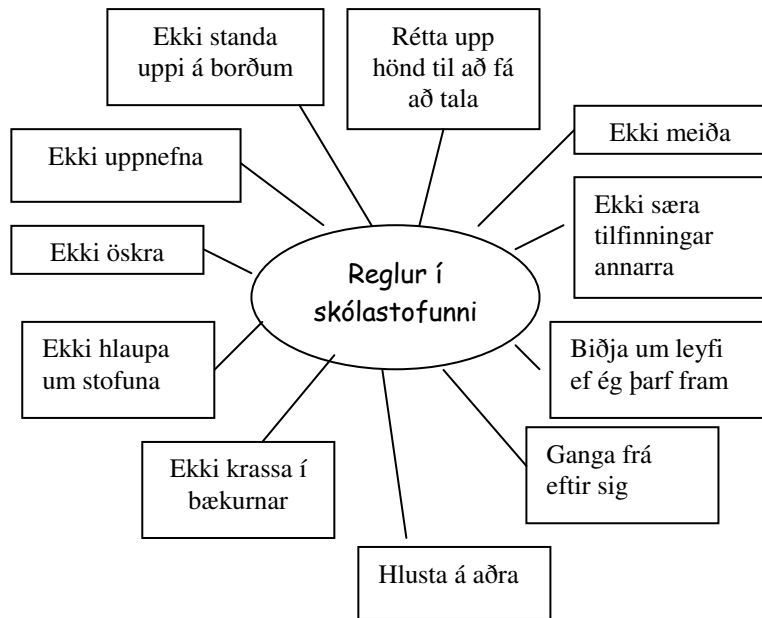 Ekki standa
uppi á borðum
Rétta upp
hönd til að fá
að tala
Ekki meiða
Ekki uppnefna
Ekki særa
tilfinningar
annarra
Ekki öskra
Reglur í
skólastofunni
Ekki hlaupa
um stofuna
Biðja um leyfi
ef ég þarf fram
Ekki krassa í
bækurnar
Ganga frá
eftir sig
Hlusta á aðra